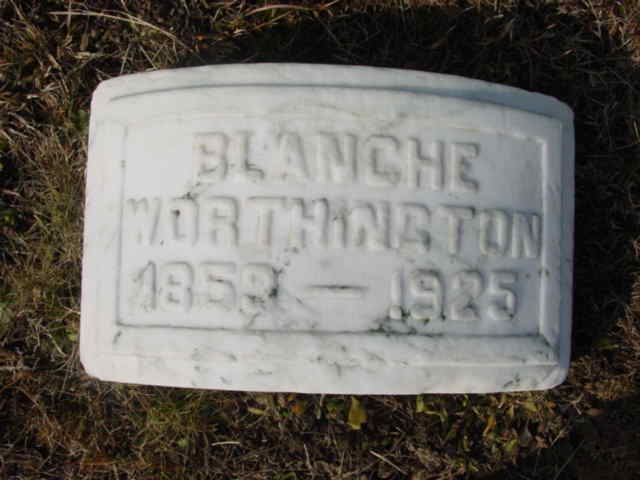 BLANCHE
WORTHINGTON
1858 — 1925